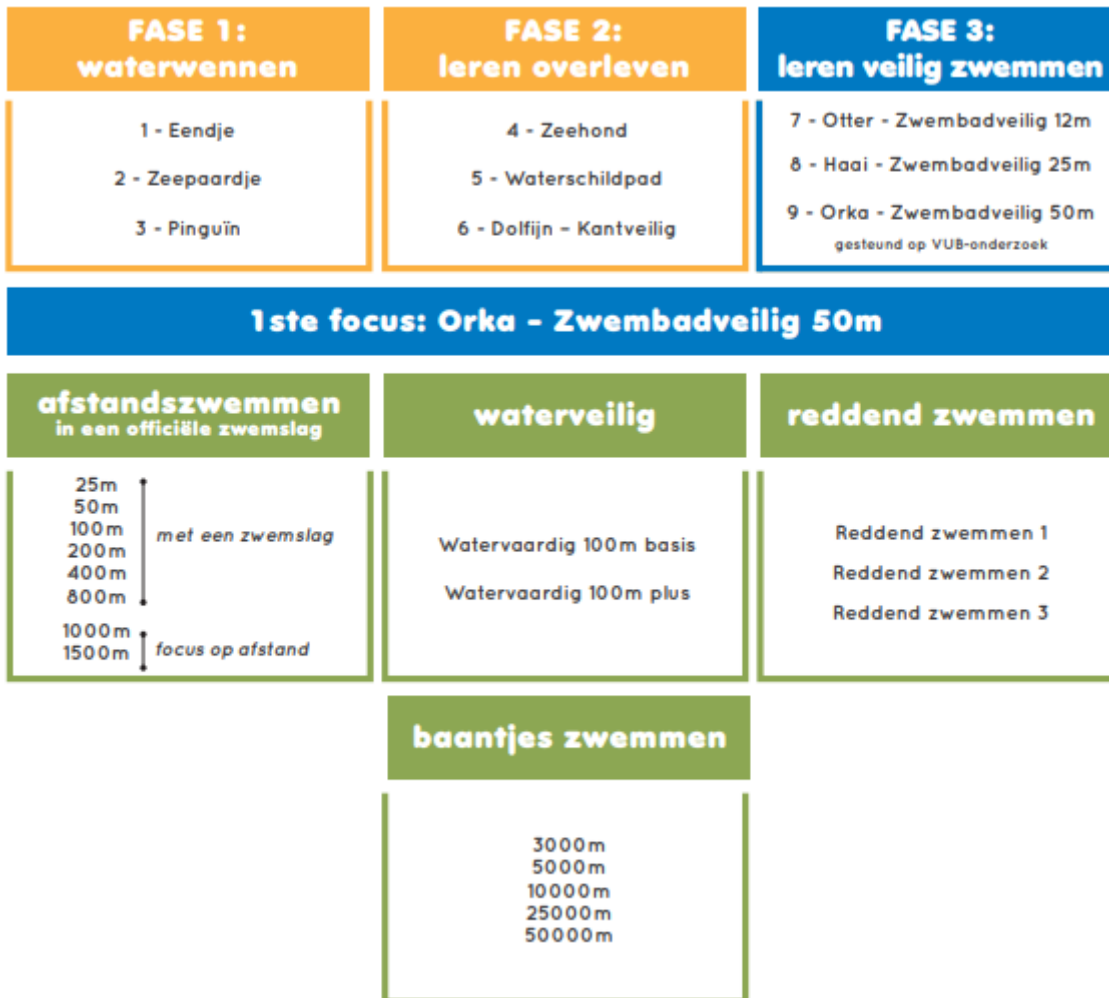 FASE 1:
waterwennen
1 - Eendje
2 - Zeepaardje
3 - Pinguïn
FASE 2:
leren overleven
4 - Zeehond
5 - Waterschildpad
6 - Dolfijn – Kantveilig
FASE 3:
leren veilig zwemmen
7 - Otter - Zwembadveilig 12m
8 - Haai - Zwembadveilig 25m
9 - Orka - Zwembadveilig 50m
gesteund op VUB-onderzoek
1ste focus: Orka – Zwembadveilig 50m
afstandszwemmen
in een officiële zwemslag
25m
50m
100m
200m
400m
800m
met een zwemslag
1000m
1500m
focus op afstand
waterveilig
Watervaardig 100m basis
Watervaardig 100m plus
reddend zwemmen
Reddend zwemmen 1
Reddend zwemmen 2
Reddend zwemmen 3
baantjes zwemmen
3000m
5000m
10000m
25000m
50000m